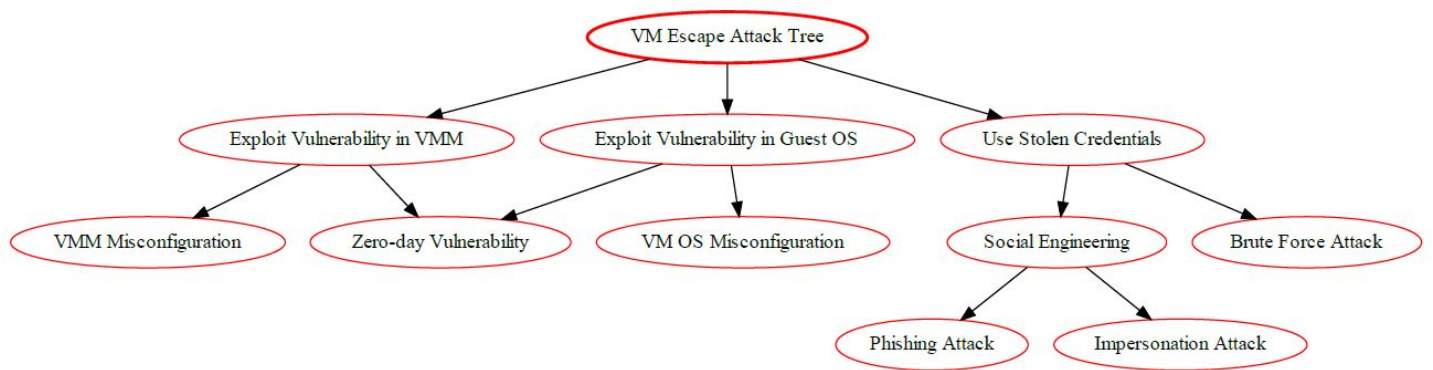 VM Escape Attack Tree
Exploit Vulnerability in VMM
Exploit Vulnerability in Guest OS
Use Stolen Credentials
VMM Misconfiguration
Zero-day Vulnerability
VM OS Misconfiguration
Social Engineering
Brute Force Attack
Phishing Attack
Impersonation Attack